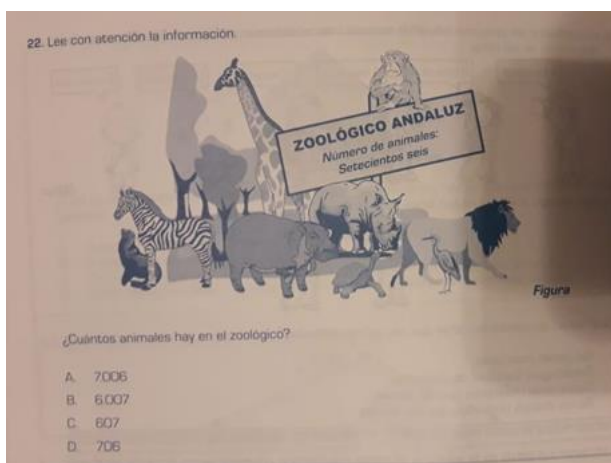 22. Lee con atención la información.
ZOOLÓGICO ANDALUZ
Número de animales:
Setecientos seis
Figura
¿Cuántos animales hay en el zoológico?
A. 7.006
B. 6.007
C. 607
D. 706